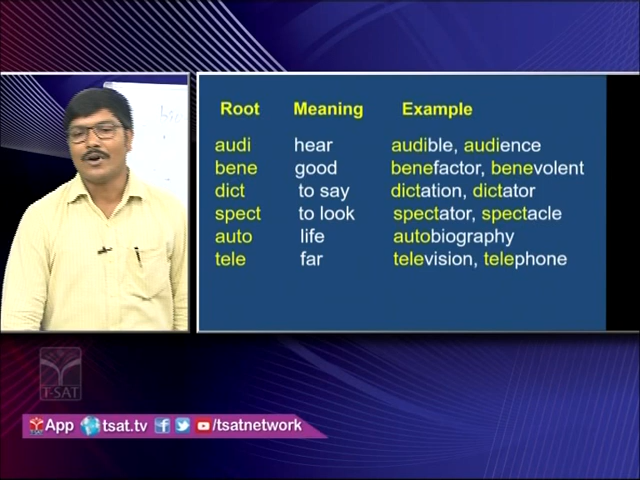 Root Meaning Example
audi hear audible, audience
bene good benefactor, benevolent
dict to say dictation, dictator
spect to look spectator, spectacle
auto life autobiography
tele far television, telephone
T-SAT
App tsat.tv /tsatnetwork